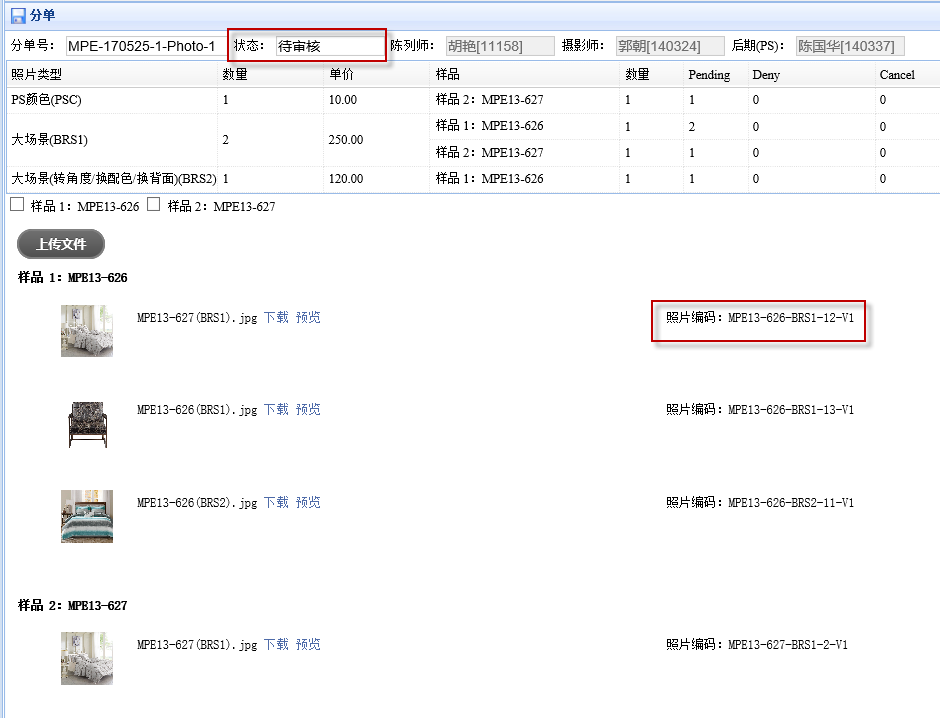 分单
分单号： MPE-170525-1-Photo-1 状态： 待审核 陈列师： 胡艳[11158] 摄影师： 郭朝[140324] 后期(PS)： 陈国华[140337]
照片类型 数量 单价 样品 数量 Pending Deny Cancel
PS颜色(PSC) 1 10.00 样品 2：MPE13-627 1 1 0 0
大场景(BRS1) 2 250.00 样品 1：MPE13-626 1 2 0 0
样品 2：MPE13-627 1 1 0 0
大场景(转角度/换配色/换背面)(BRS2) 1 120.00 样品 1：MPE13-626 1 1 0 0
样品 1：MPE13-626 样品 2：MPE13-627
上传文件
样品 1：MPE13-626
MPE13-627(BRS1).jpg 下载 预览 照片编码：MPE13-626-BRS1-12-V1
MPE13-626(BRS1).jpg 下载 预览 照片编码：MPE13-626-BRS1-13-V1
MPE13-626(BRS2).jpg 下载 预览 照片编码：MPE13-626-BRS2-11-V1
样品 2：MPE13-627
MPE13-627(BRS1).jpg 下载 预览 照片编码：MPE13-627-BRS1-2-V1